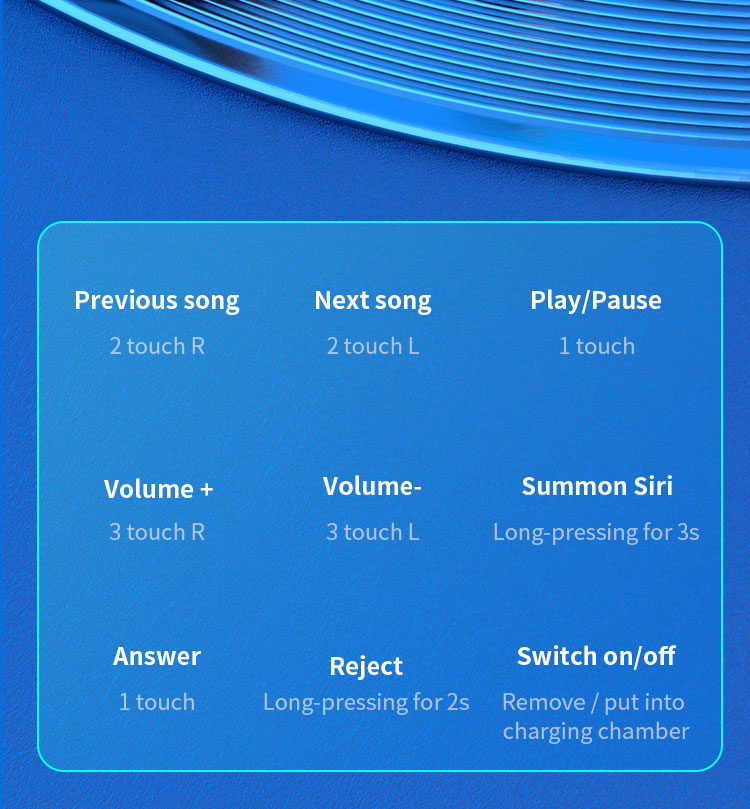 Previous song
2 touch R
Next song
2 touch L
Play/Pause
1 touch
Volume +
3 touch R
Volume-
3 touch L
Summon Siri
Long-pressing for 3s
Answer
1 touch
Reject
Long-pressing for 2s
Switch on/off
Remove / put into
charging chamber